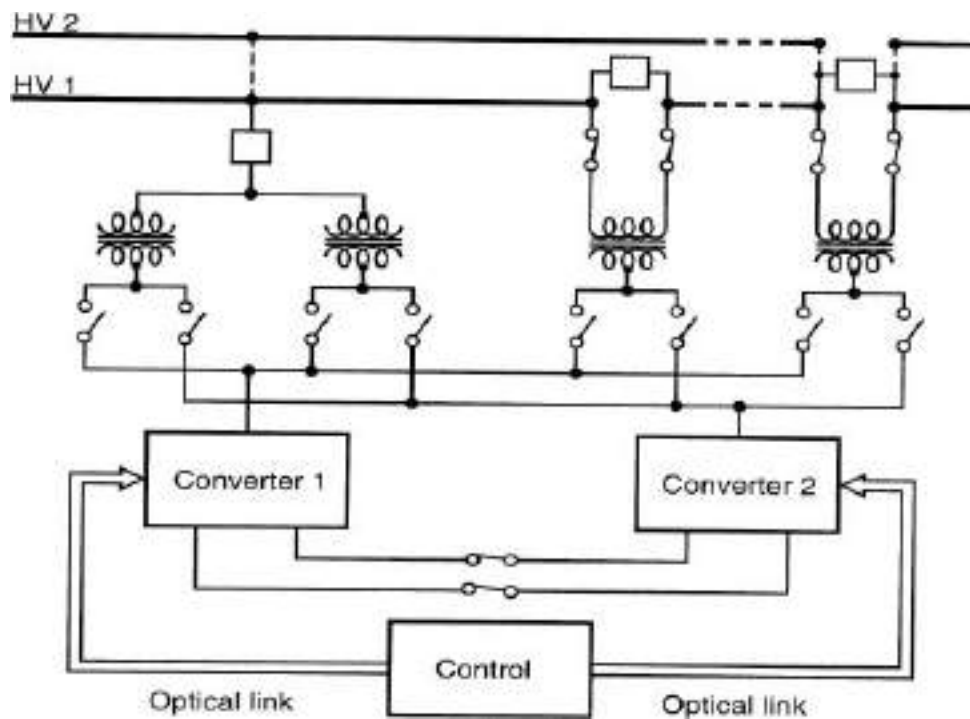 HV 2
HV 1
Converter 1
Converter 2
Control
Optical link
Optical link